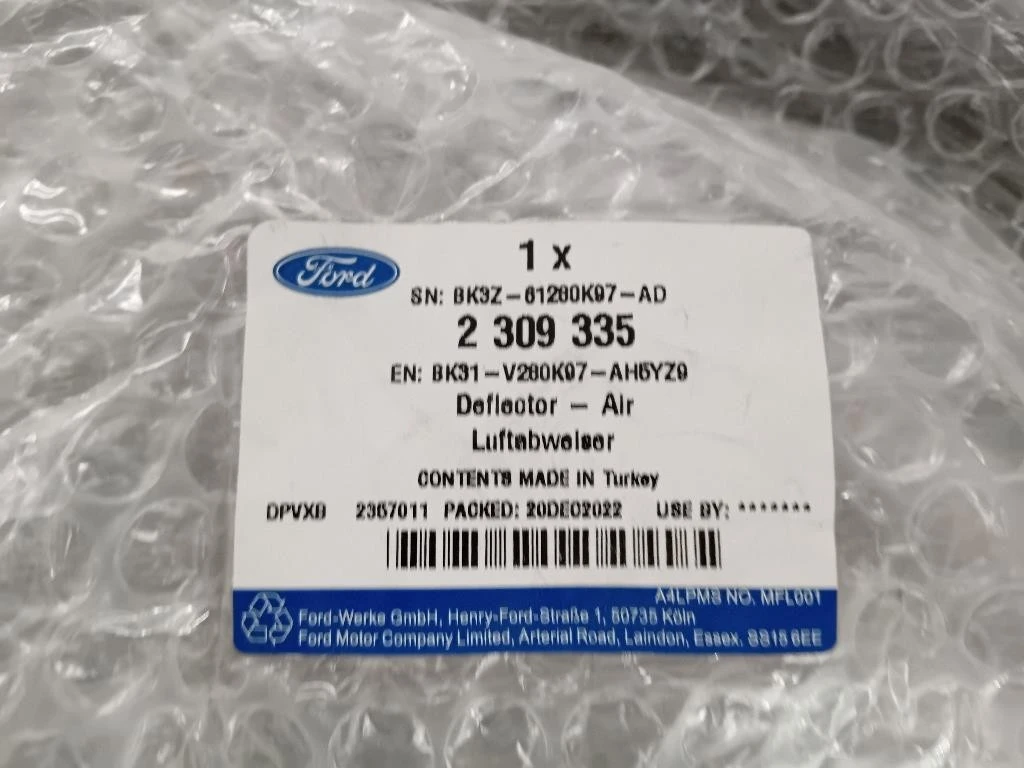 Ford
1 x
SN: BK3Z-61280K97-AD
2 309 335
EN: BK31-V280K97-AH5YZ9
Deflector - Air
Luftabweiser
CONTENTS MADE IN Turkey
DPVXB 2357011 PACKED: 20DEC2022 USE BY: *******
A4LPMS NO. MFL001
Ford-Werke GmbH, Henry-Ford-Straße 1, 50735 Köln
Ford Motor Company Limited, Arterial Road, Laindon, Essex. SS15 6EE